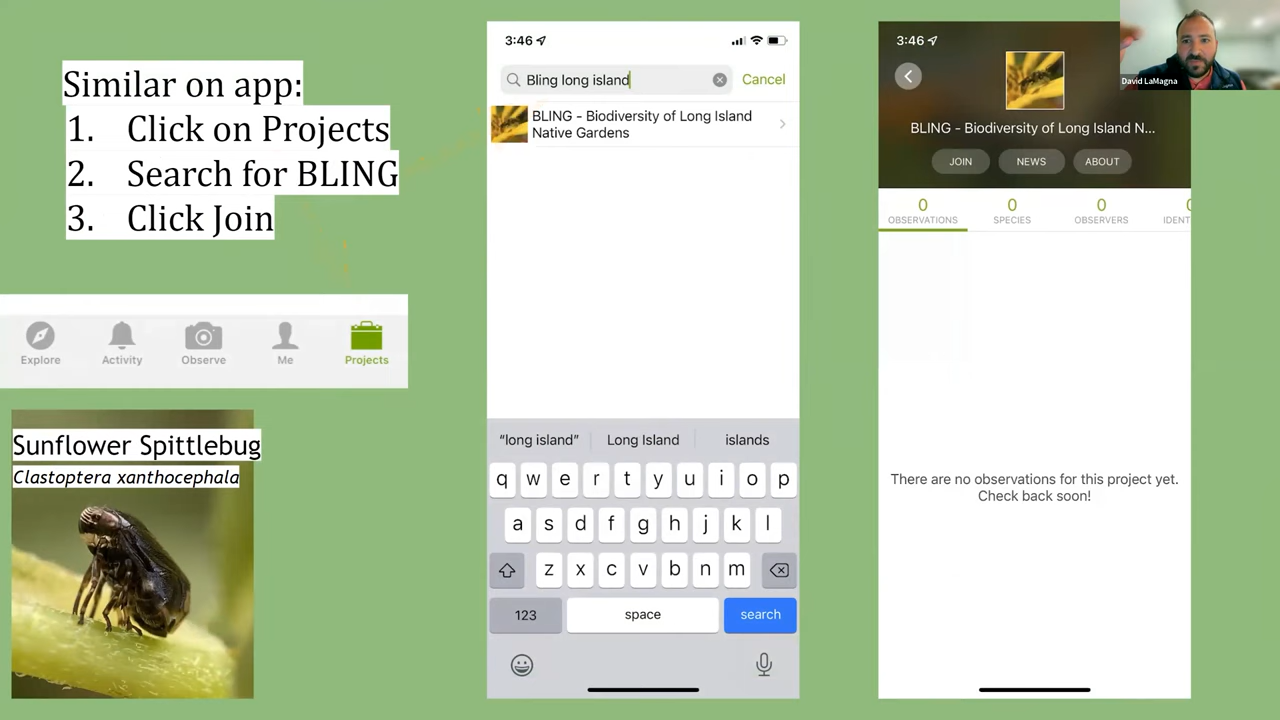 Similar on app:
1. Click on Projects
2. Search for BLING
3. Click Join
Explore Activity Observe Me Projects
Sunflower Spittlebug
Clastoptera xanthocephala
3:46
Bling long island
Cancel
BLING - Biodiversity of Long Island
Native Gardens
"long island" Long Island islands
q w e r t y u i o p
a s d f g h j k l
z x c v b n m
123 space search
3:46
BLING - Biodiversity of Long Island N...
JOIN NEWS ABOUT
0 0 0 0
OBSERVATIONS SPECIES OBSERVERS IDENT
There are no observations for this project yet.
Check back soon!
David LaMagna